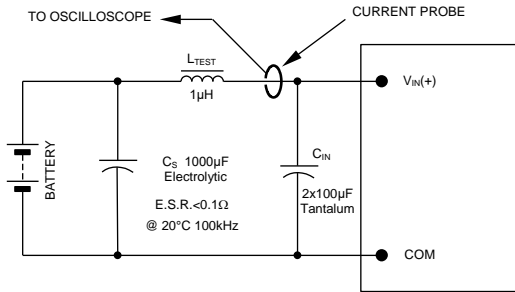 TO OSCILLOSCOPE
CURRENT PROBE
LTEST
1µH
VIN(+)
BATTERY
CS 1000µF
Electrolytic
E.S.R.<0.1Ω
@ 20°C 100kHz
CIN
2x100µF
Tantalum
COM